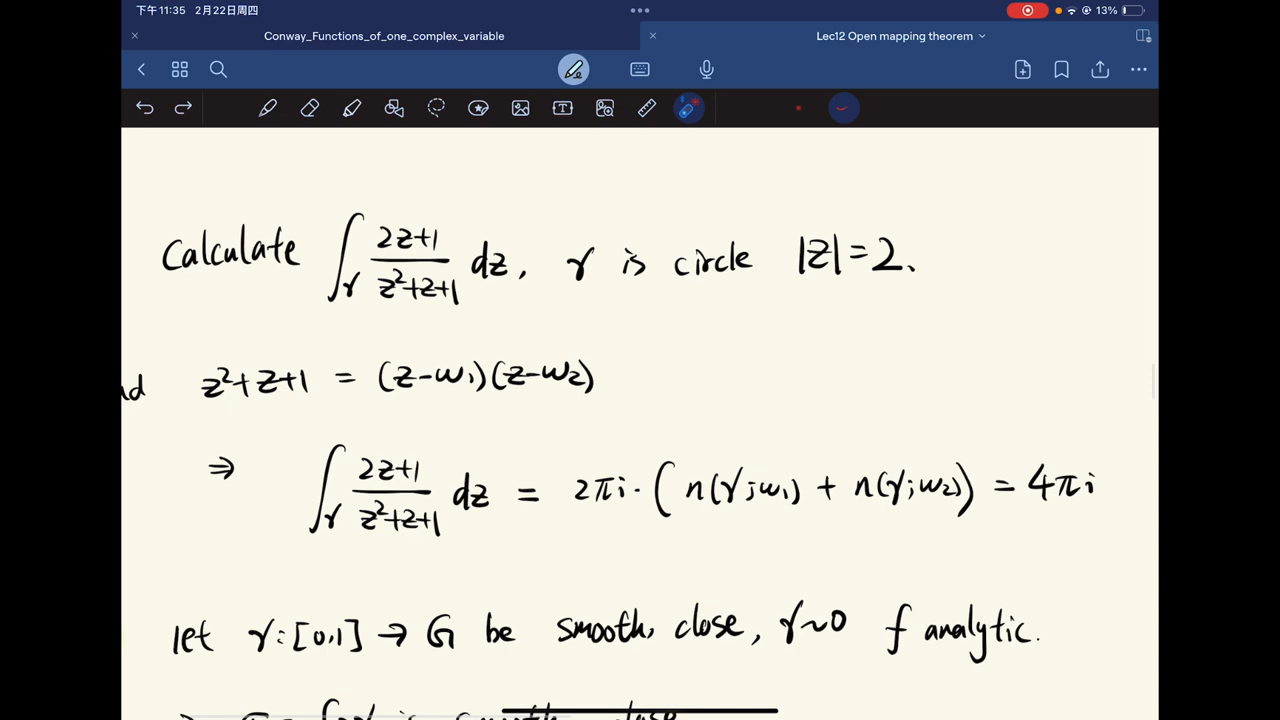 下午11:35 2月22日周四
13%
Conway_Functions_of_one_complex_variable
Lec12 Open mapping theorem
Calculate ∫_γ (2z+1)/(z²+z+1) dz, γ is circle |z|=2.
z²+z+1 = (z-w₁)(z-w₂)
⇒ ∫_γ (2z+1)/(z²+z+1) dz = 2πi·(n(γ;w₁) + n(γ;w₂)) = 4πi
let γ:[0,1] → G be smooth, close, γ~0 f analytic.